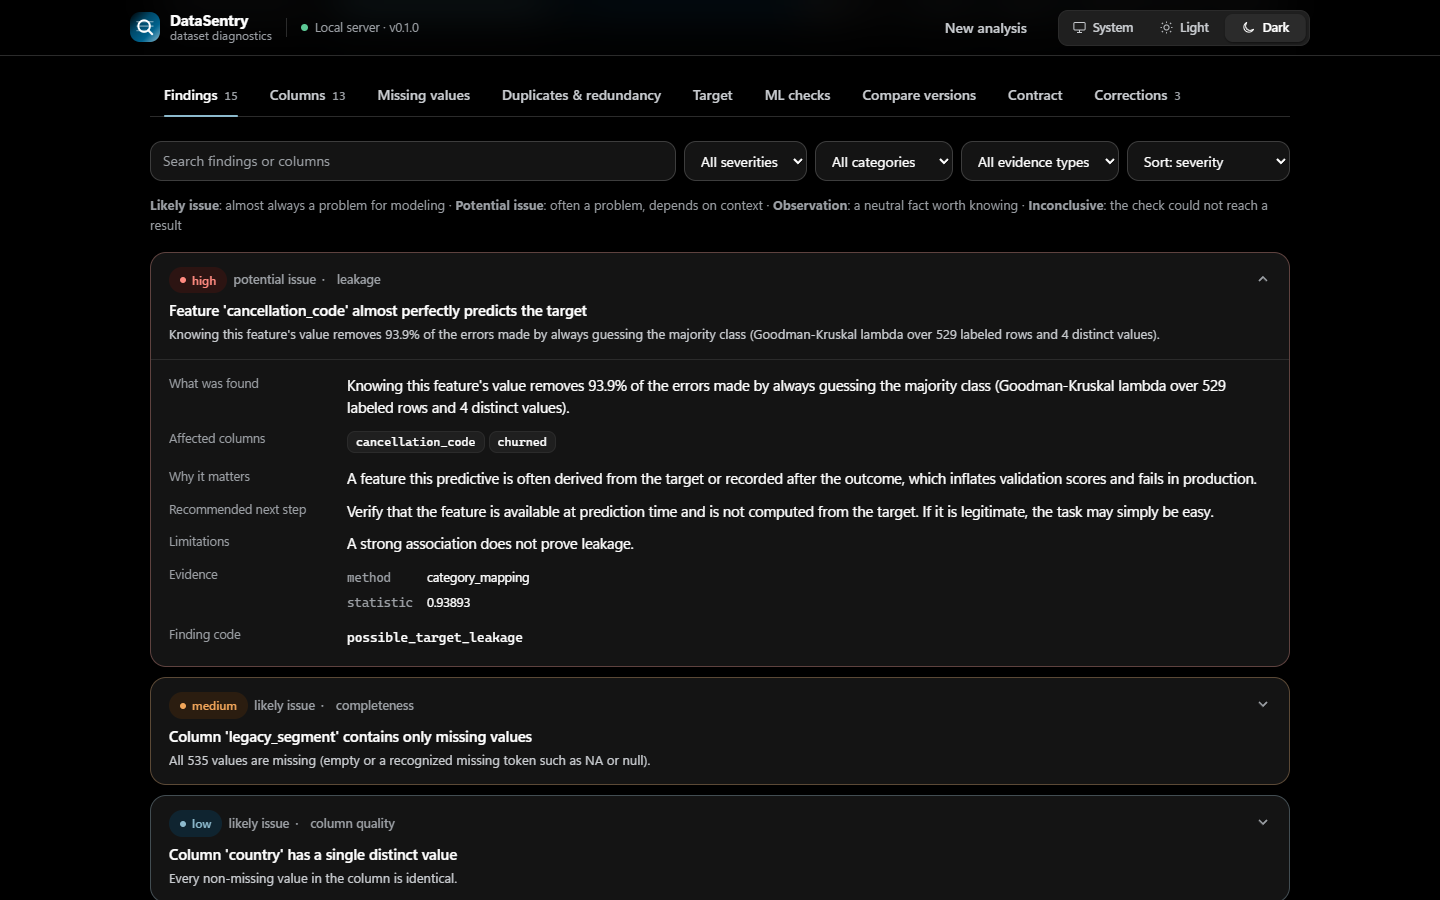 DataSentry
dataset diagnostics
Local server · v0.1.0
New analysis
System
Light
Dark
Findings 15
Columns 13
Missing values
Duplicates & redundancy
Target
ML checks
Compare versions
Contract
Corrections 3
Search findings or columns
All severities
All categories
All evidence types
Sort: severity
Likely issue: almost always a problem for modeling · Potential issue: often a problem, depends on context · Observation: a neutral fact worth knowing · Inconclusive: the check could not reach a
result
high potential issue · leakage
Feature 'cancellation_code' almost perfectly predicts the target
Knowing this feature's value removes 93.9% of the errors made by always guessing the majority class (Goodman-Kruskal lambda over 529 labeled rows and 4 distinct values).
What was found
Knowing this feature's value removes 93.9% of the errors made by always guessing the majority class (Goodman-Kruskal lambda over 529
labeled rows and 4 distinct values).
Affected columns
cancellation_code churned
Why it matters
A feature this predictive is often derived from the target or recorded after the outcome, which inflates validation scores and fails in production.
Recommended next step
Verify that the feature is available at prediction time and is not computed from the target. If it is legitimate, the task may simply be easy.
Limitations
A strong association does not prove leakage.
Evidence
method category_mapping
statistic 0.93893
Finding code
possible_target_leakage
medium likely issue · completeness
Column 'legacy_segment' contains only missing values
All 535 values are missing (empty or a recognized missing token such as NA or null).
low likely issue · column quality
Column 'country' has a single distinct value
Every non-missing value in the column is identical.